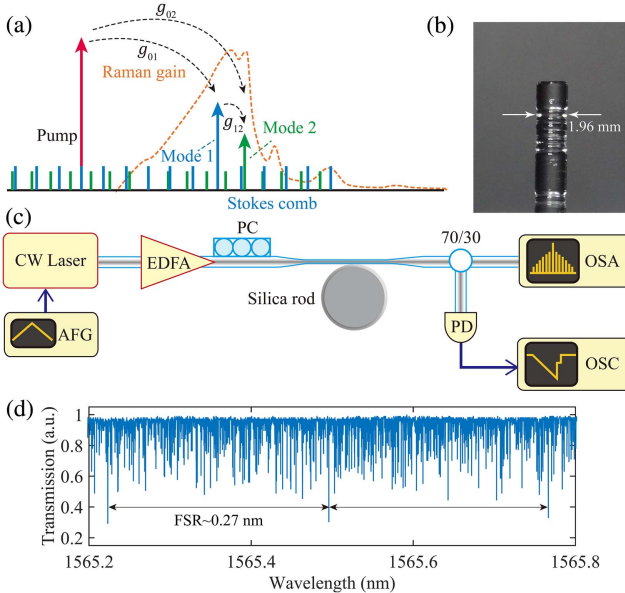 (a)
g02
g01
Raman gain
Pump
g12
Mode 1
Mode 2
Stokes comb
(b)
1.96 mm
(c)
PC
70/30
CW Laser
EDFA
OSA
Silica rod
AFG
PD
OSC
(d)
Transmission (a.u.)
1
0.8
0.6
0.4
0.2
FSR~0.27 nm
1565.2
1565.4
1565.6
1565.8
Wavelength (nm)